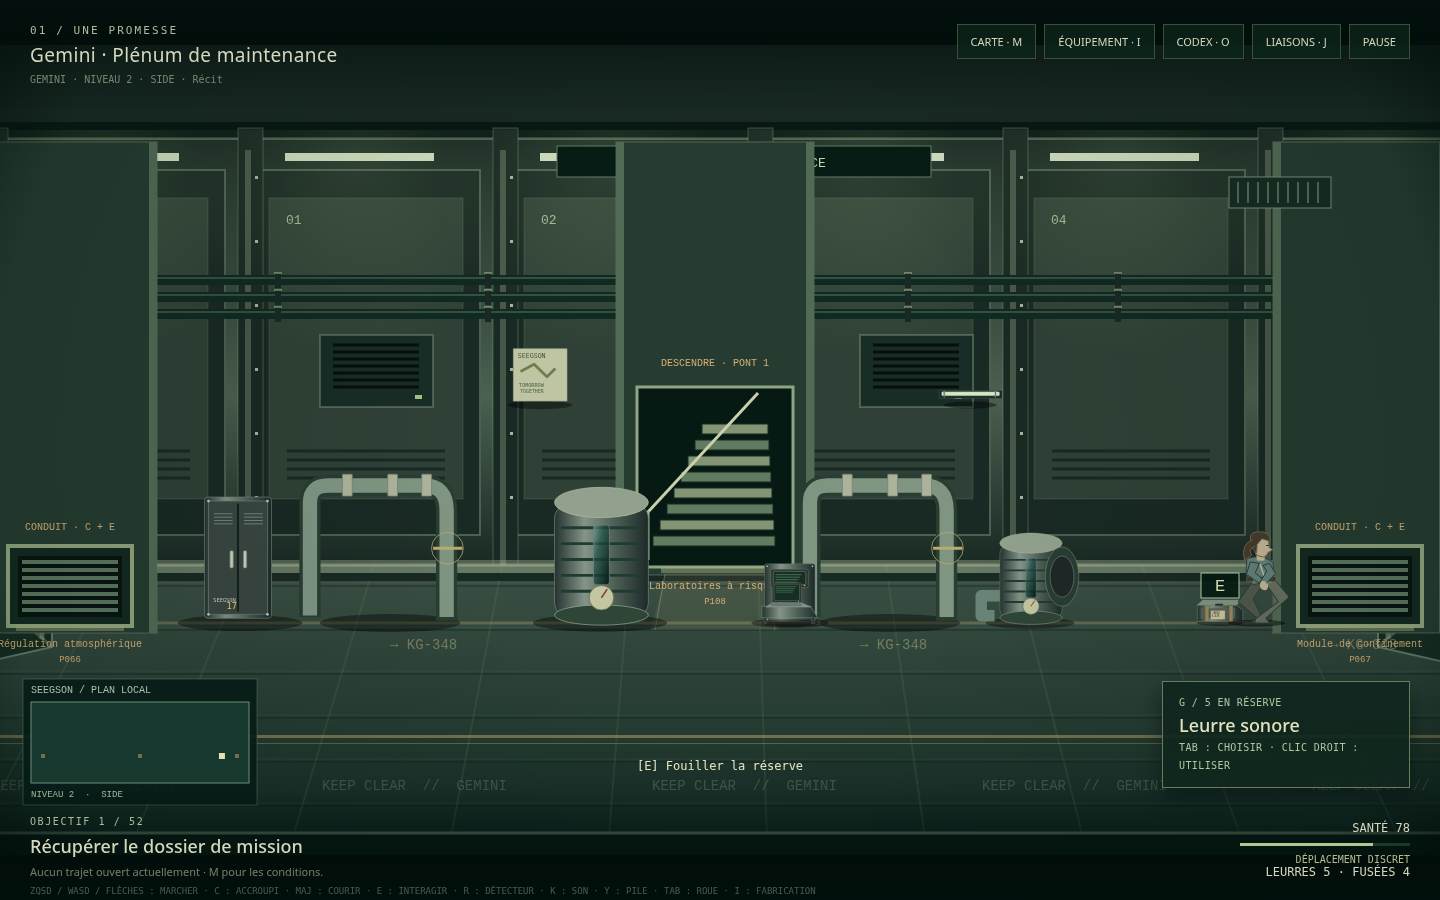 01 / UNE PROMESSE
Gemini · Plénum de maintenance
GEMINI · NIVEAU 2 · SIDE · Récit
CARTE · M
ÉQUIPEMENT · I
CODEX · O
LIAISONS · J
PAUSE
CE
01
02
04
SEEGSON
TOMORROW
TOGETHER
DESCENDRE · PONT 1
CONDUIT · C + E
CONDUIT · C + E
SEEGSON
17
E
Laboratoires à
P108
Régulation atmosphérique
P066
→ KG-348
→ KG-348
Module de confinement
P067
SEEGSON / PLAN LOCAL
NIVEAU 2 · SIDE
G / 5 EN RÉSERVE
Leurre sonore
TAB : CHOISIR · CLIC DROIT :
UTILISER
[E] Fouiller la réserve
KEEP CLEAR // GEMINI
KEEP CLEAR // GEMINI
KEEP CLEAR // GEMINI
OBJECTIF 1 / 52
Récupérer le dossier de mission
Aucun trajet ouvert actuellement · M pour les conditions.
ZQSD / WASD / FLÈCHES : MARCHER · C : ACCROUPI · MAJ : COURIR · E : INTERAGIR · R : DÉTECTEUR · K : SON · Y : PILE · TAB : ROUE · I : FABRICATION
SANTÉ 78
DÉPLACEMENT DISCRET
LEURRES 5 · FUSÉES 4